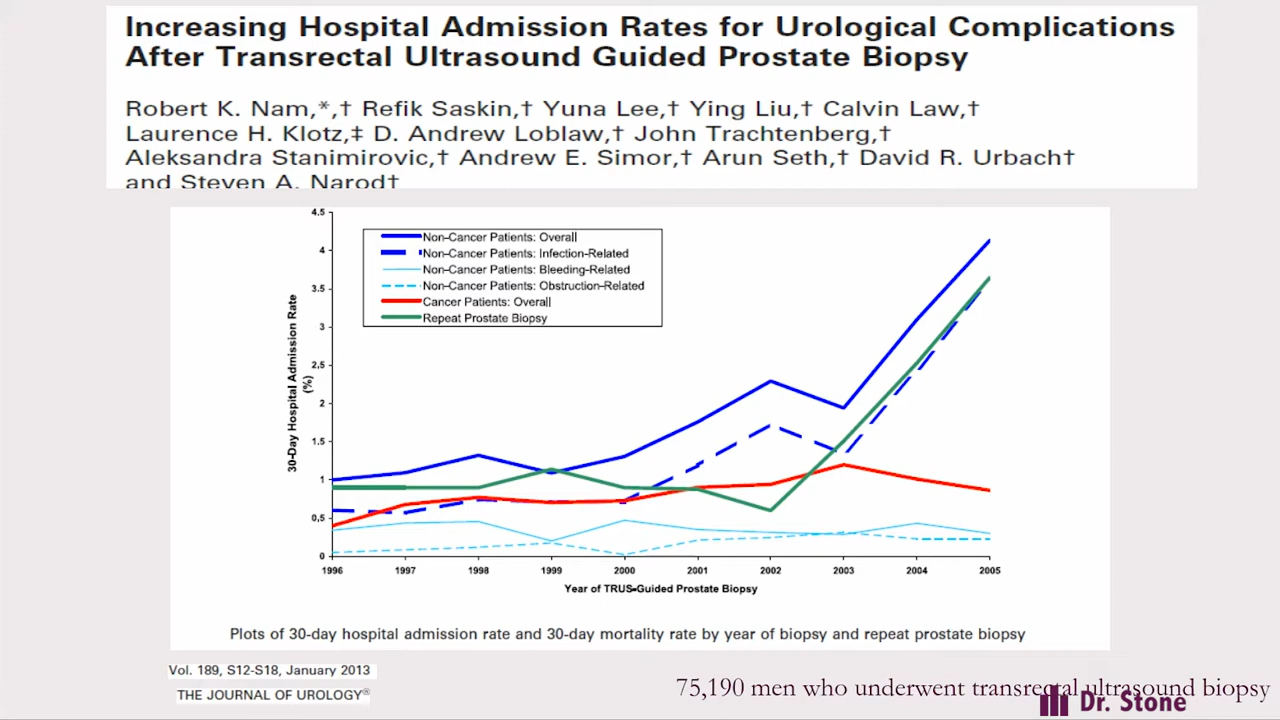 Increasing Hospital Admission Rates for Urological Complications
After Transrectal Ultrasound Guided Prostate Biopsy
Robert K. Nam,*,† Refik Saskin,† Yuna Lee,† Ying Liu,† Calvin Law,†
Laurence H. Klotz,‡ D. Andrew Loblaw,† John Trachtenberg,†
Aleksandra Stanimirovic,† Andrew E. Simor,† Arun Seth,† David R. Urbach†
and Steven A. Narod†
4.5
4
3.5
3
2.5
2
1.5
1
0.5
0
30-Day Hospital Admission Rate
(%)
Non-Cancer Patients: Overall
Non-Cancer Patients: Infection-Related
Non-Cancer Patients: Bleeding-Related
Non-Cancer Patients: Obstruction-Related
Cancer Patients: Overall
Repeat Prostate Biopsy
1996 1997 1998 1999 2000 2001 2002 2003 2004 2005
Year of TRUS-Guided Prostate Biopsy
Plots of 30-day hospital admission rate and 30-day mortality rate by year of biopsy and repeat prostate biopsy
Vol. 189, S12-S18, January 2013
THE JOURNAL OF UROLOGY®
75,190 men who underwent transrectal ultrasound biopsy
Dr. Stone